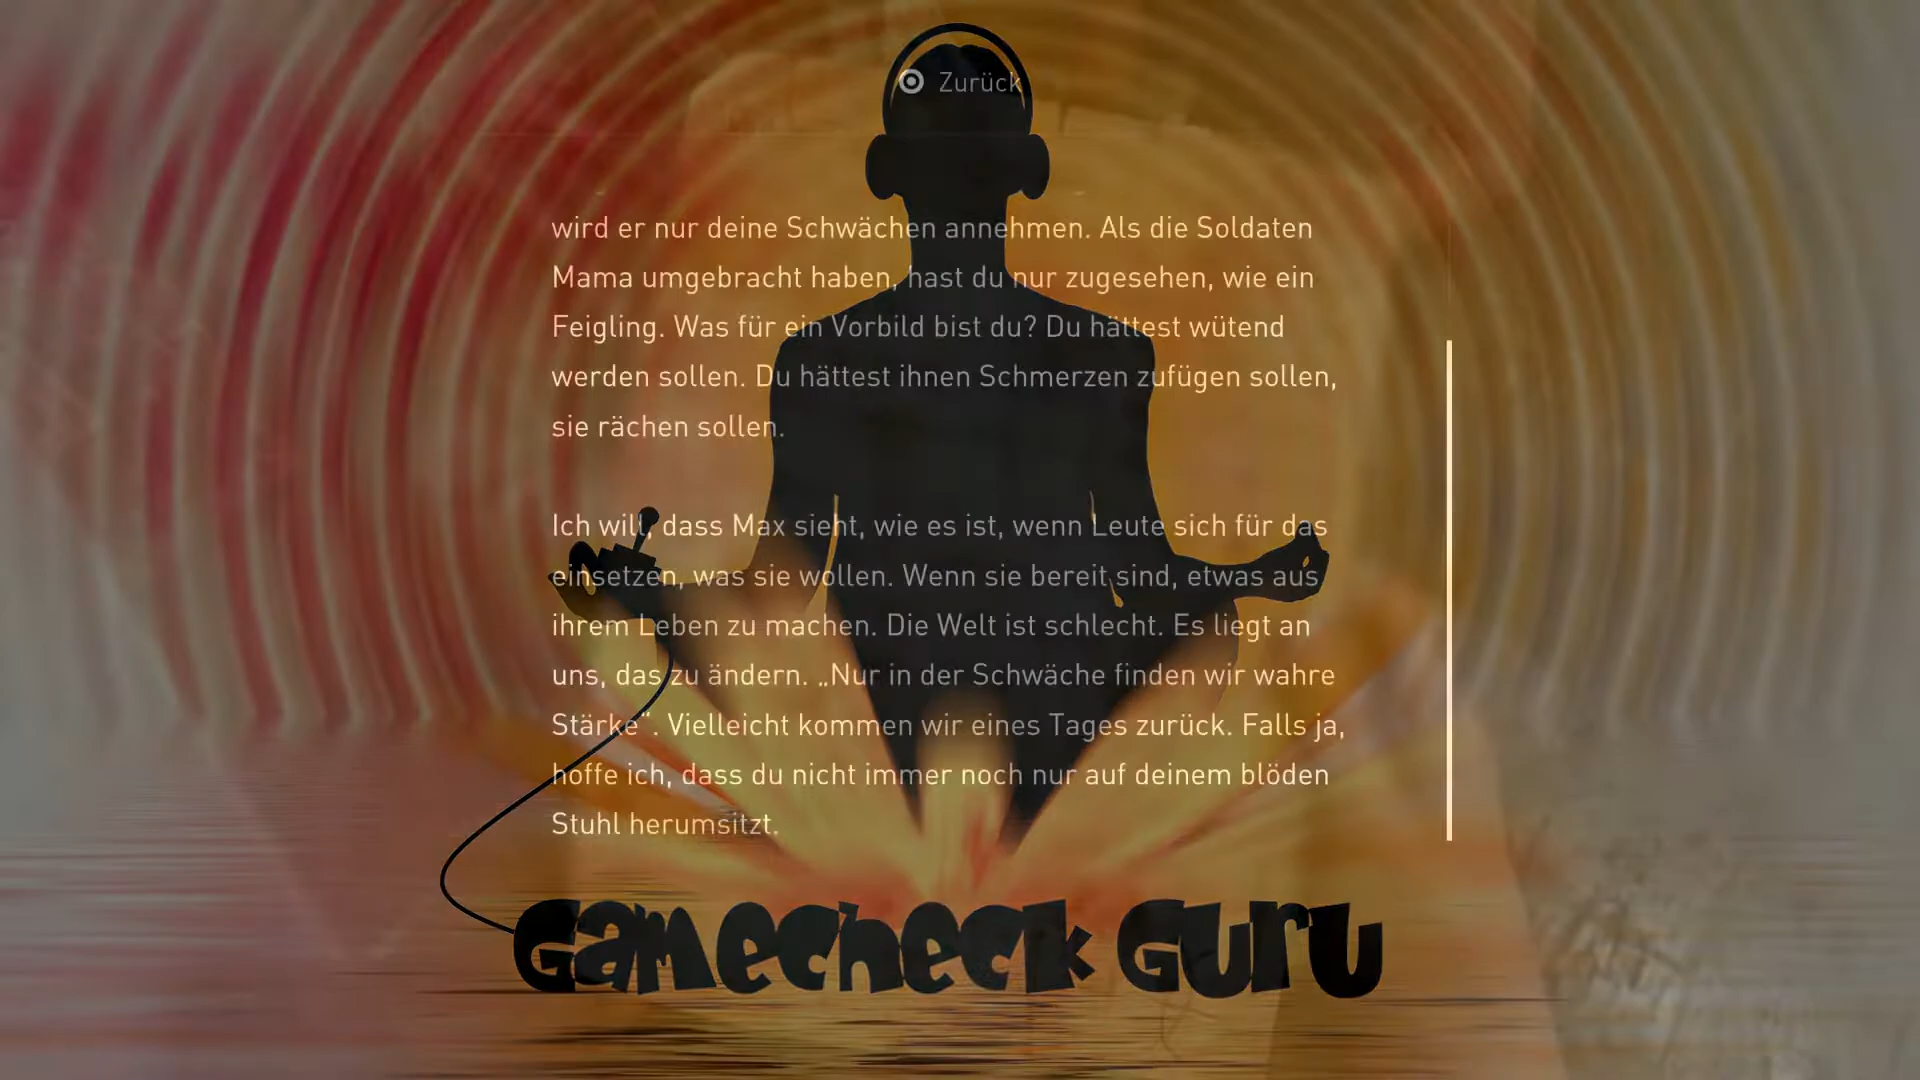 Zurück
wird er nur deine Schwächen annehmen. Als die Soldaten
Mama umgebracht haben, hast du nur zugesehen, wie ein
Feigling. Was für ein Vorbild bist du? Du hättest wütend
werden sollen. Du hättest ihnen Schmerzen zufügen sollen,
sie rächen sollen.
Ich will, dass Max sieht, wie es ist, wenn Leute sich für das
einsetzen, was sie wollen. Wenn sie bereit sind, etwas aus
ihrem Leben zu machen. Die Welt ist schlecht. Es liegt an
uns, das zu ändern. „Nur in der Schwäche finden wir wahre
Stärke“. Vielleicht kommen wir eines Tages zurück. Falls ja,
hoffe ich, dass du nicht immer noch nur auf deinem blöden
Stuhl herumsitzt.
Gamecheck Guru